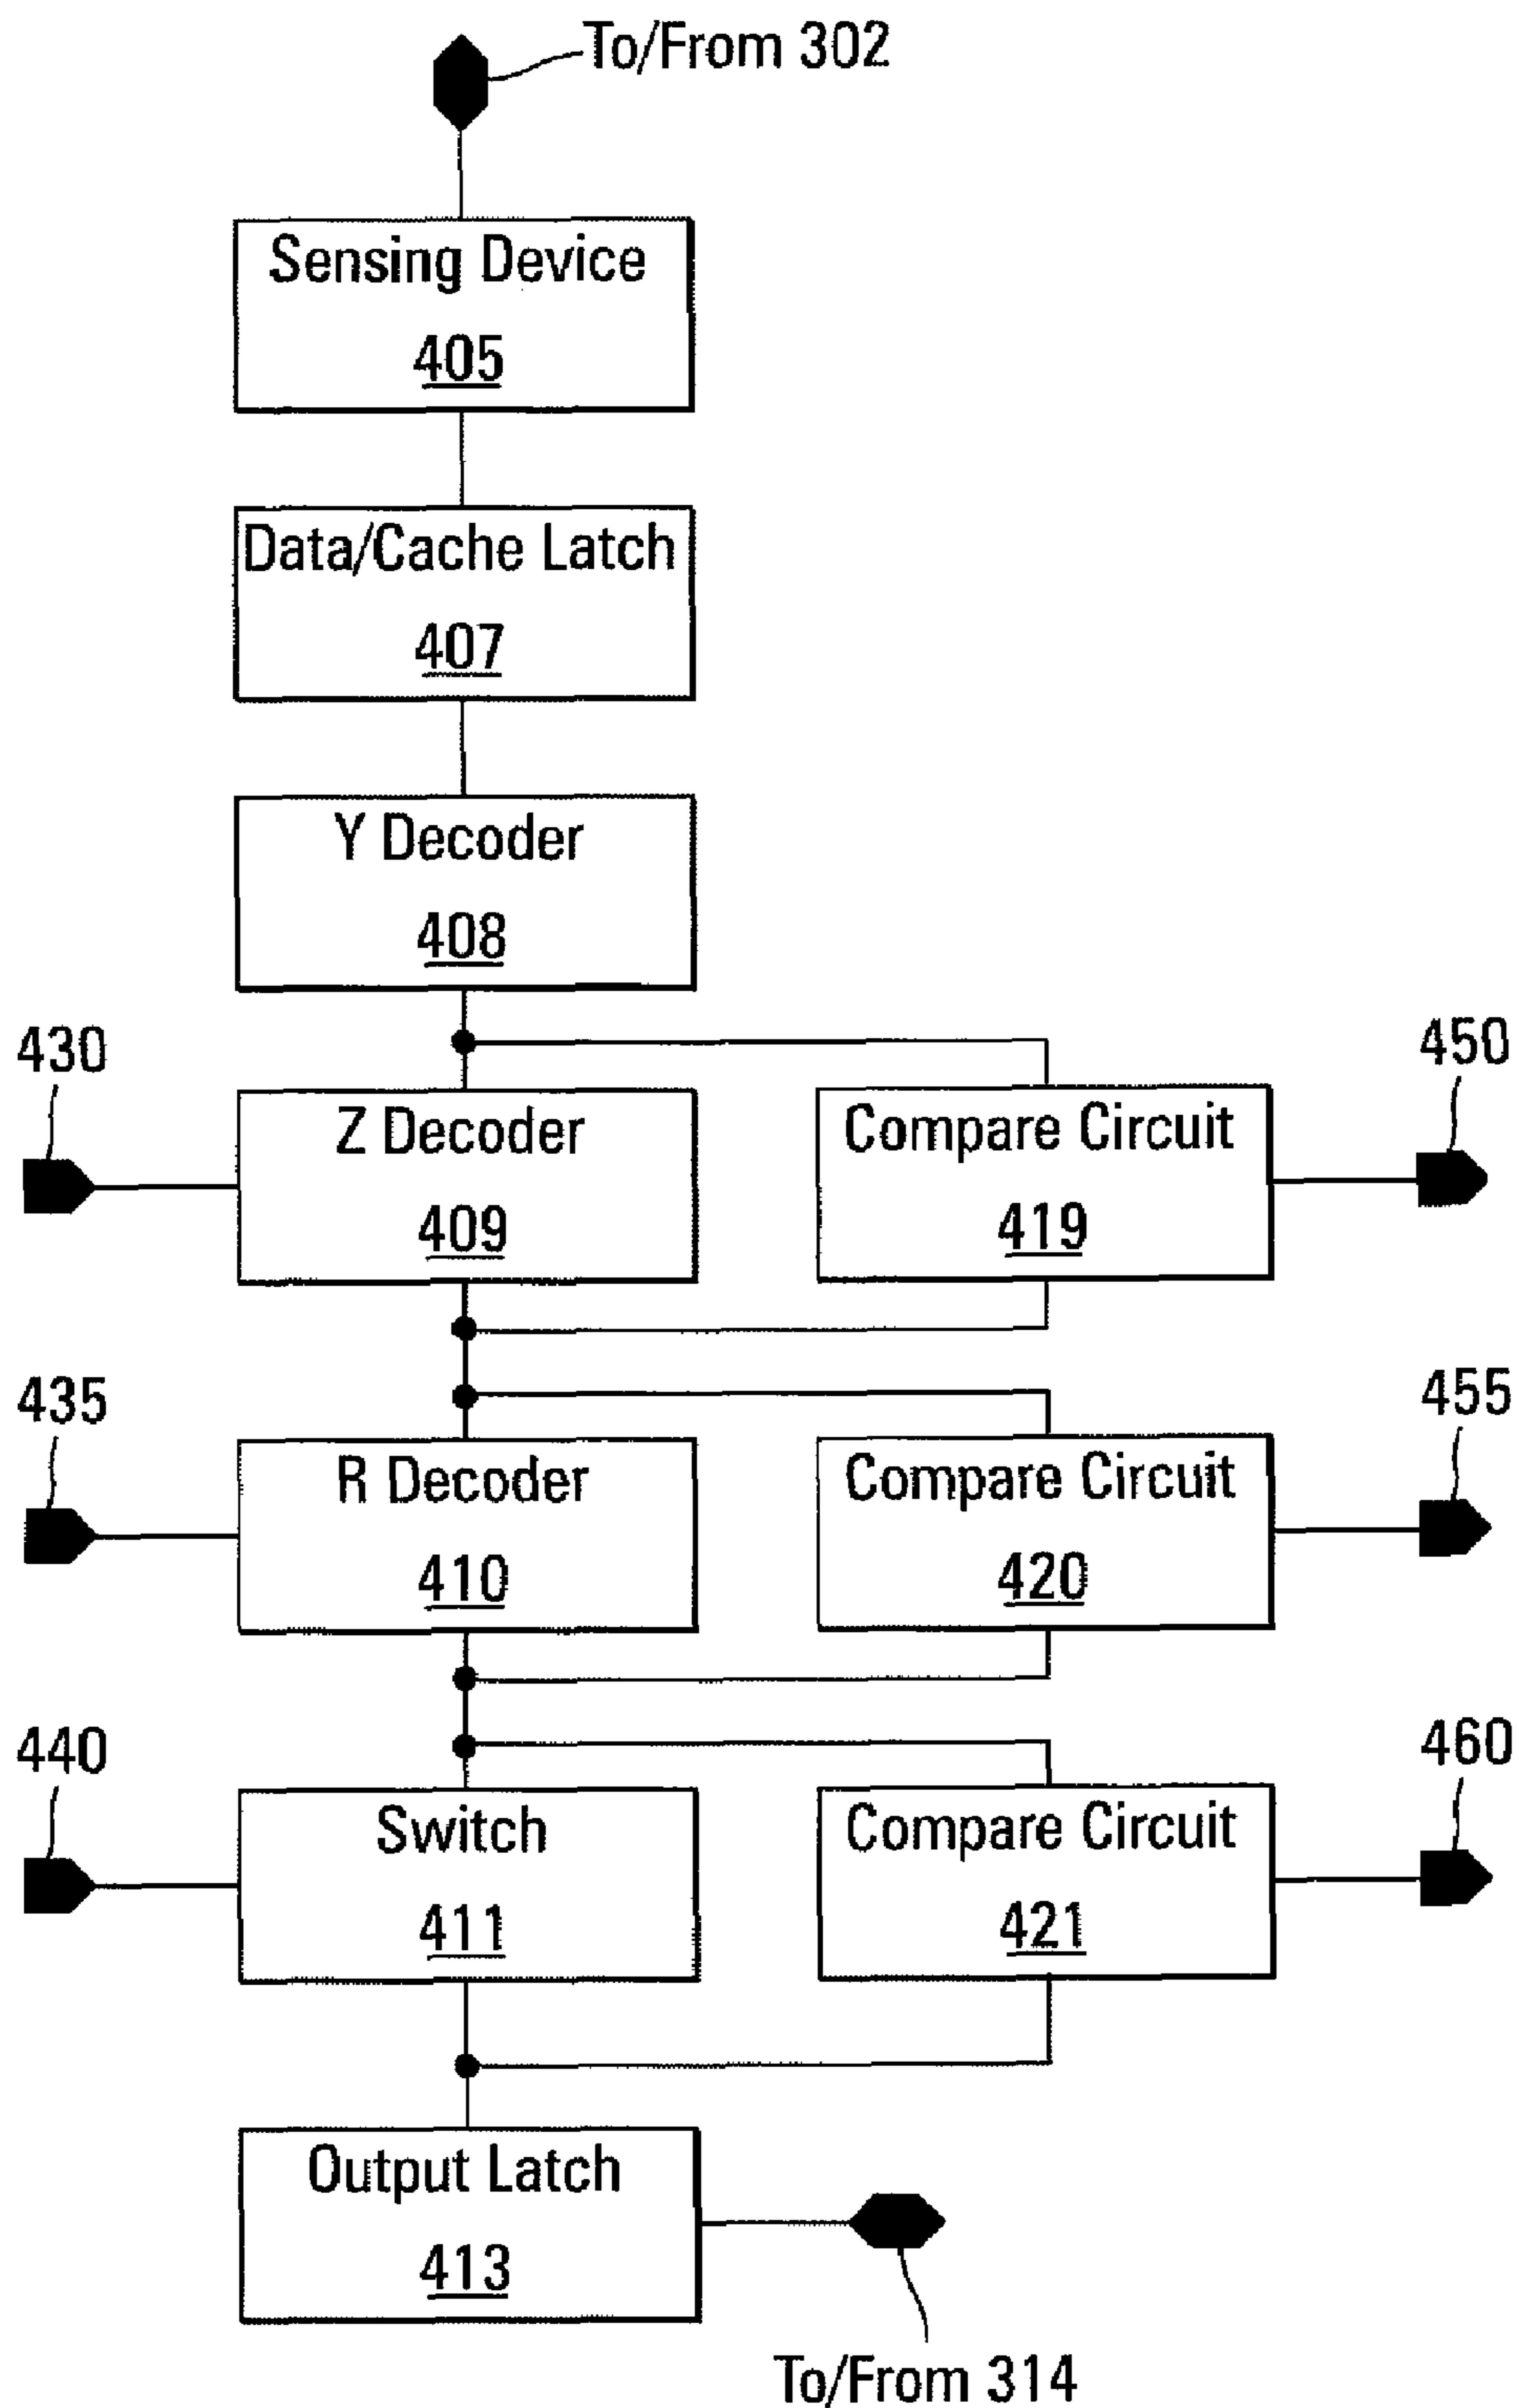 To/From 302
Sensing Device
405
Data/Cache Latch
407
Y Decoder
408
430
450
Z Decoder
409
Compare Circuit
419
435
455
R Decoder
410
Compare Circuit
420
440
460
Switch
411
Compare Circuit
421
Output Latch
413
To/From 314